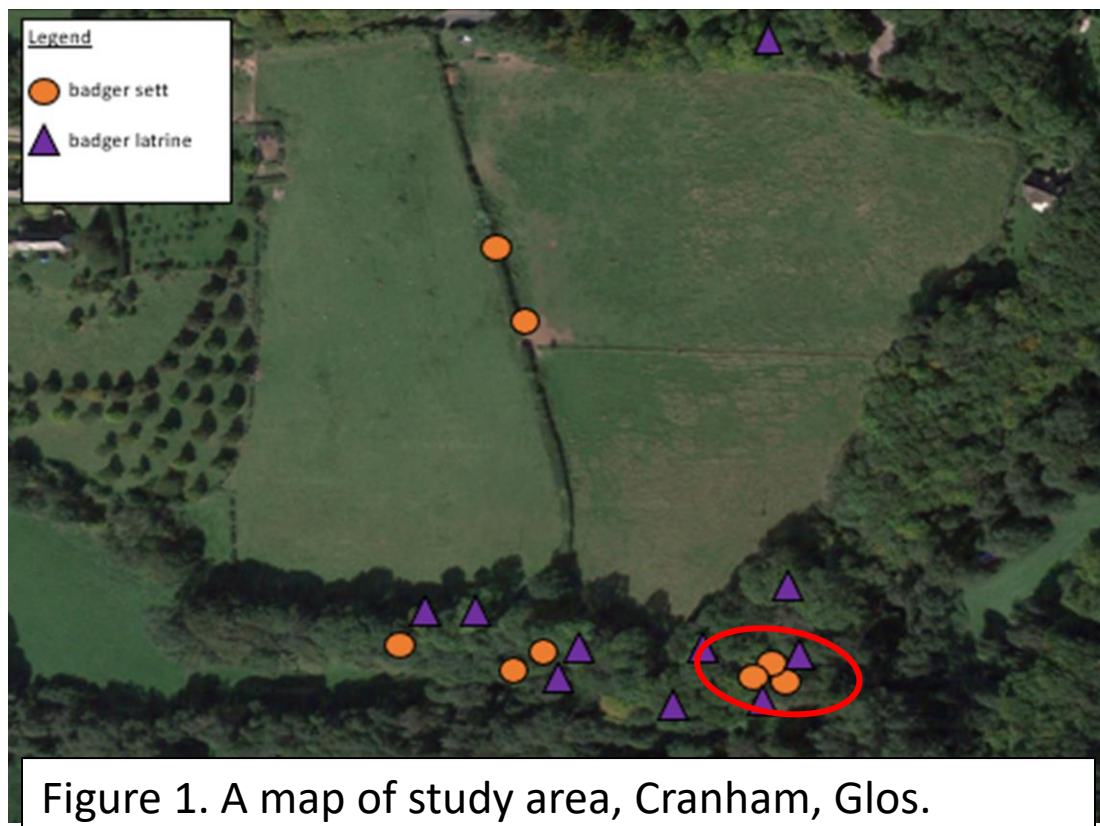 Legend
badger sett
badger latrine
Figure 1. A map of study area, Cranham, Glos.